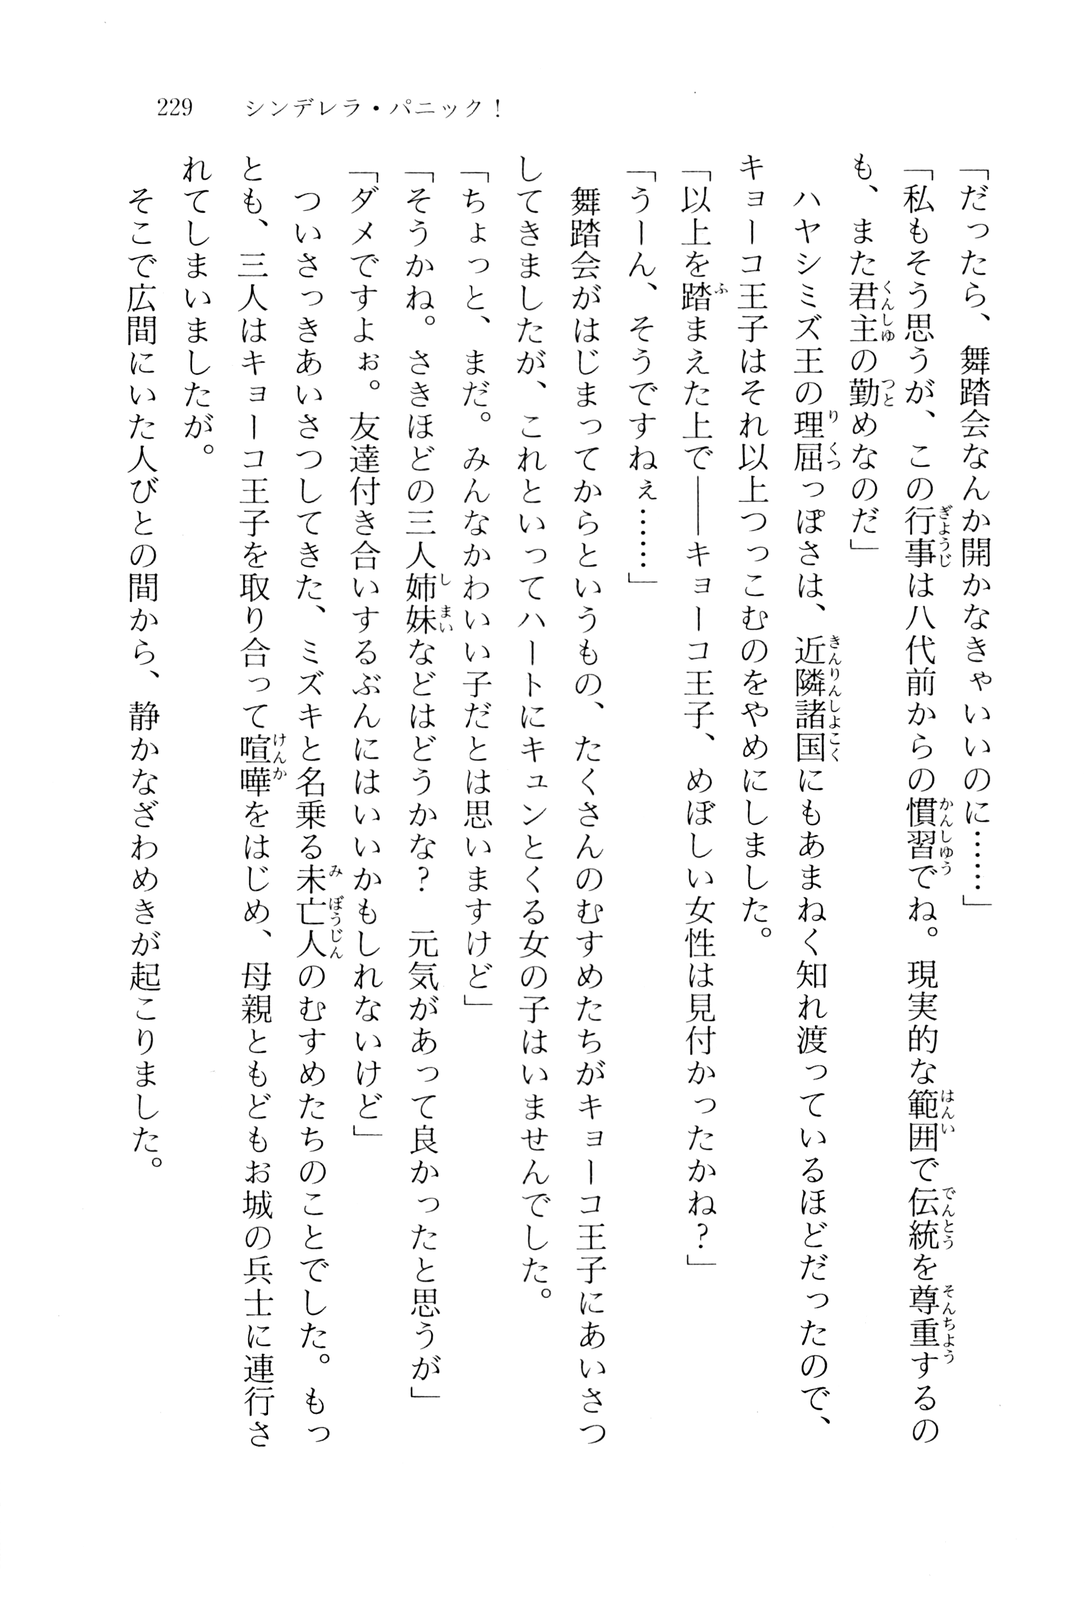 229　シンデレラ・パニック！
「だったら、舞踏会なんか開かなきゃいいのに……」
「私もそう思うが、この行事は八代前からの慣習でね。現実的な範囲で伝統を尊重するの
も、また君主の勤めなのだ」
　ハヤシミズ王の理屈っぽさは、近隣諸国にもあまねく知れ渡っているほどだったので、
キョーコ王子はそれ以上つっこむのをやめにしました。
「以上を踏まえた上で――キョーコ王子、めぼしい女性は見付かったかね？」
「うーん、そうですねぇ……」
　舞踏会がはじまってからというもの、たくさんのむすめたちがキョーコ王子にあいさつ
してきましたが、これといってハートにキュンとくる女の子はいませんでした。
「ちょっと、まだ。みんなかわいい子だとは思いますけど」
「そうかね。さきほどの三人姉妹などはどうかな？　元気があって良かったと思うが」
「ダメですよぉ。友達付き合いするぶんにはいいかもしれないけど」
　ついさっきあいさつしてきた、ミズキと名乗る未亡人のむすめたちのことでした。もっ
とも、三人はキョーコ王子を取り合って喧嘩をはじめ、母親ともどもお城の兵士に連行さ
れてしまいましたが。
　そこで広間にいた人びとの間から、静かなざわめきが起こりました。